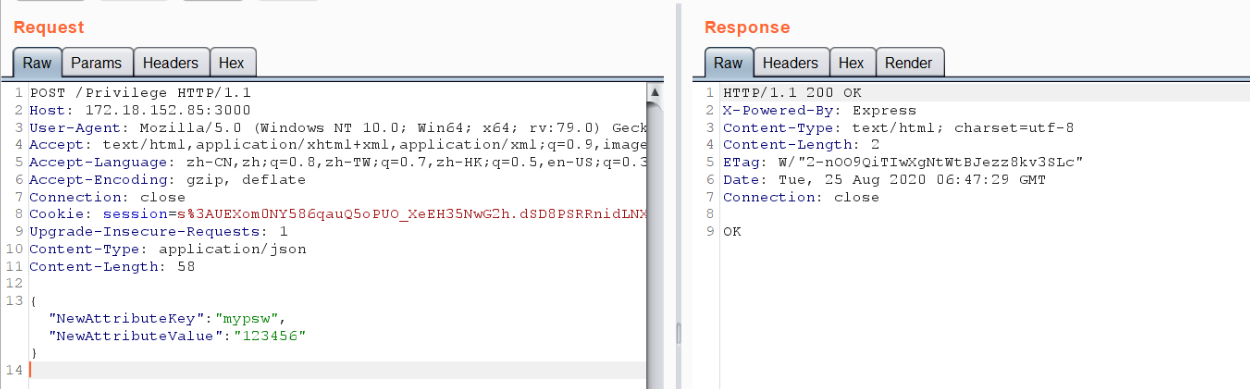 Request
Raw Params Headers Hex
1 POST /Privilege HTTP/1.1
2 Host: 172.18.152.85:3000
3 User-Agent: Mozilla/5.0 (Windows NT 10.0; Win64; x64; rv:79.0) Geck
4 Accept: text/html,application/xhtml+xml,application/xml;q=0.9,image
5 Accept-Language: zh-CN,zh;q=0.8,zh-TW;q=0.7,zh-HK;q=0.5,en-US;q=0.3
6 Accept-Encoding: gzip, deflate
7 Connection: close
8 Cookie: session=s%3AUEXom0NY586qauQ5oPUO_XeEH35NwG2h.dSD8PSRRnidLNX
9 Upgrade-Insecure-Requests: 1
10 Content-Type: application/json
11 Content-Length: 58
12
13 {
"NewAttributeKey":"mypsw",
"NewAttributeValue":"123456"
}
14
Response
Raw Headers Hex Render
1 HTTP/1.1 200 OK
2 X-Powered-By: Express
3 Content-Type: text/html; charset=utf-8
4 Content-Length: 2
5 ETag: W/"2-nOO9QiTIwXgNtWtBJezz8kv3SLc"
6 Date: Tue, 25 Aug 2020 06:47:29 GMT
7 Connection: close
8
9 OK